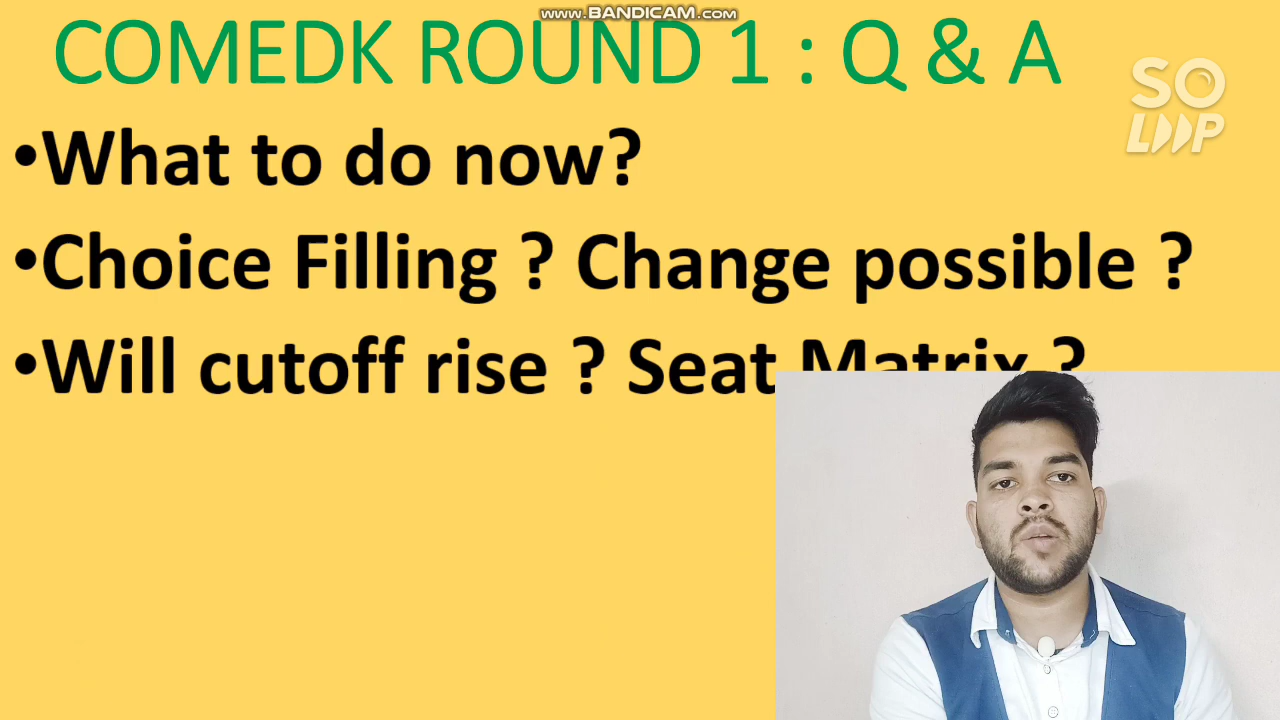 www.BANDICAM.com
COMEDK ROUND 1 : Q & A
SO
LOOP
•What to do now?
•Choice Filling ? Change possible ?
•Will cutoff rise ? Seat Matrix ?